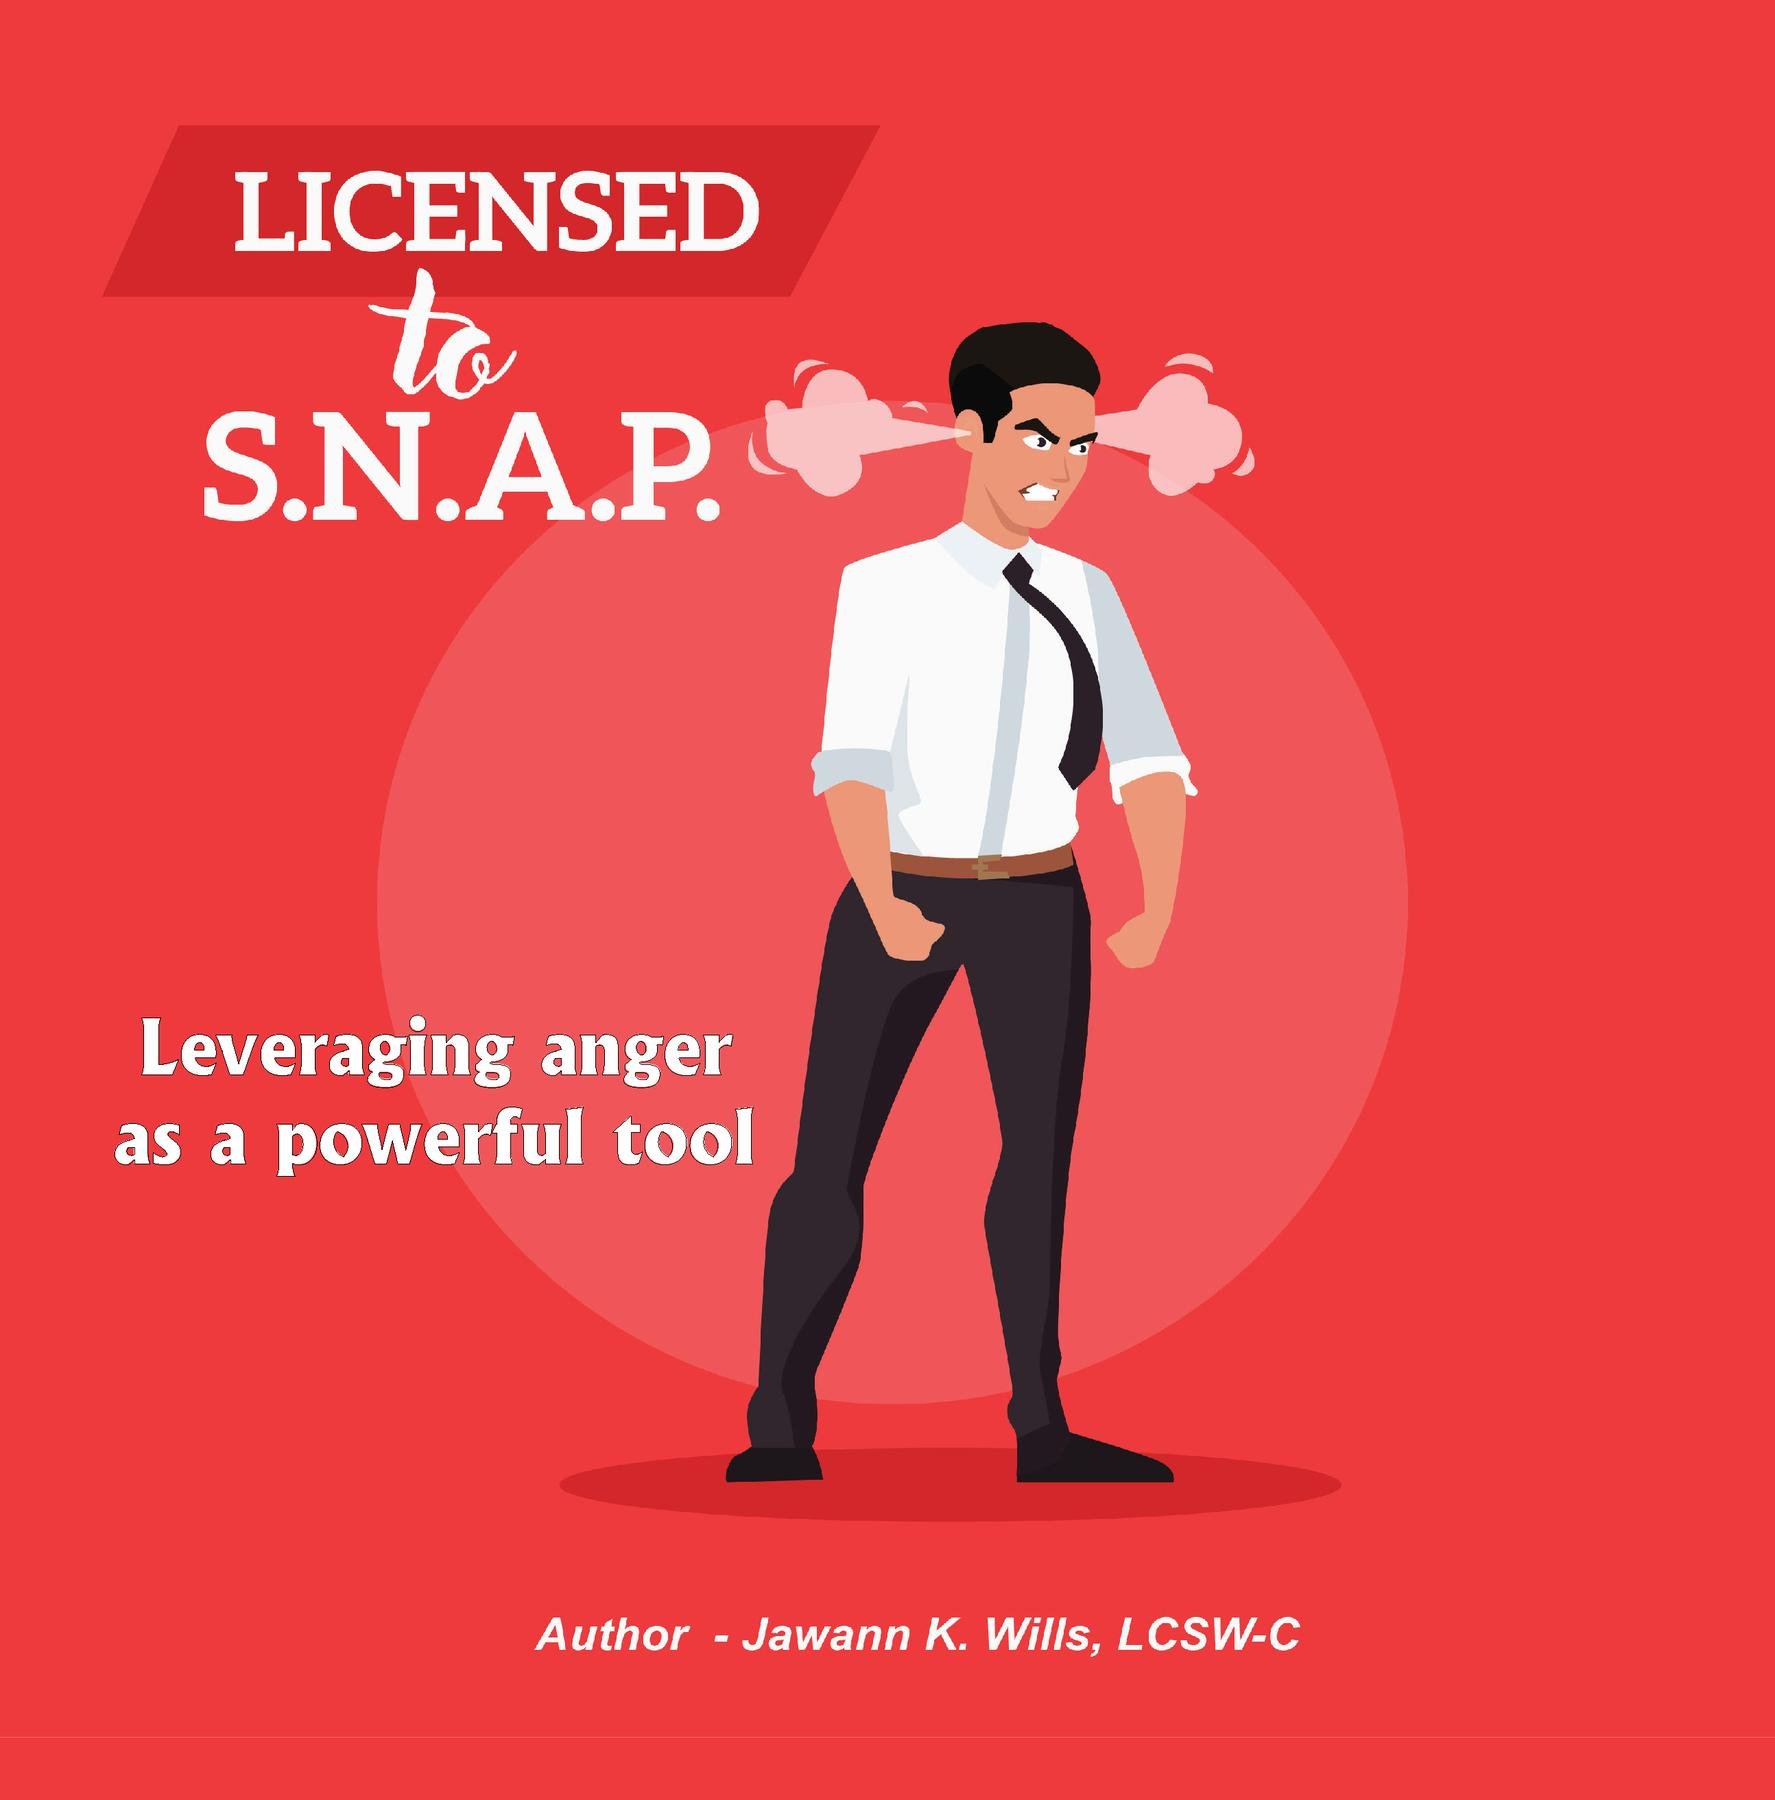 LICENSED
to
S.N.A.P.
Leveraging anger
as a powerful tool
Author - Jawann K. Wills, LCSW-C